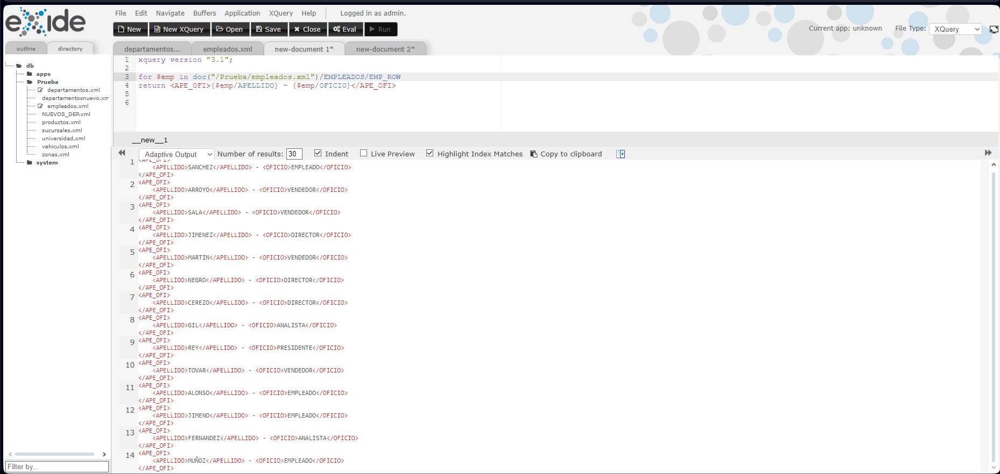 eXide
File Edit Navigate Buffers Application XQuery Help Logged in as admin.
New New XQuery Open Save Close Eval Run
Current app: unknown File Type: XQuery
outline directory
departamentos... empleados.xml new-document 1* new-document 2*
db
apps
Prueba
departamentos.xml
departamentosnuevo.xm
empleados.xml
NUEVOS_DEP.xml
productos.xml
sucursales.xml
universidad.xml
vehiculos.xml
zonas.xml
system
Filter by...
1 xquery version "3.1";
2
3 for $emp in doc("/Prueba/empleados.xml")/EMPLEADOS/EMP_ROW
4 return <APE_OFI>{$emp/APELLIDO} - {$emp/OFICIO}</APE_OFI>
5
6
__new__1
Adaptive Output Number of results: 30 Indent Live Preview Highlight Index Matches Copy to clipboard
1 <APE_OFI>
<APELLIDO>SANCHEZ</APELLIDO> - <OFICIO>EMPLEADO</OFICIO>
</APE_OFI>
2 <APE_OFI>
<APELLIDO>ARROYO</APELLIDO> - <OFICIO>VENDEDOR</OFICIO>
</APE_OFI>
3 <APE_OFI>
<APELLIDO>SALA</APELLIDO> - <OFICIO>VENDEDOR</OFICIO>
</APE_OFI>
4 <APE_OFI>
<APELLIDO>JIMENEZ</APELLIDO> - <OFICIO>DIRECTOR</OFICIO>
</APE_OFI>
5 <APE_OFI>
<APELLIDO>MARTIN</APELLIDO> - <OFICIO>VENDEDOR</OFICIO>
</APE_OFI>
6 <APE_OFI>
<APELLIDO>NEGRO</APELLIDO> - <OFICIO>DIRECTOR</OFICIO>
</APE_OFI>
7 <APE_OFI>
<APELLIDO>CEREZO</APELLIDO> - <OFICIO>DIRECTOR</OFICIO>
</APE_OFI>
8 <APE_OFI>
<APELLIDO>GIL</APELLIDO> - <OFICIO>ANALISTA</OFICIO>
</APE_OFI>
9 <APE_OFI>
<APELLIDO>REY</APELLIDO> - <OFICIO>PRESIDENTE</OFICIO>
</APE_OFI>
10 <APE_OFI>
<APELLIDO>TOVAR</APELLIDO> - <OFICIO>VENDEDOR</OFICIO>
</APE_OFI>
11 <APE_OFI>
<APELLIDO>ALONSO</APELLIDO> - <OFICIO>EMPLEADO</OFICIO>
</APE_OFI>
12 <APE_OFI>
<APELLIDO>JIMENO</APELLIDO> - <OFICIO>EMPLEADO</OFICIO>
</APE_OFI>
13 <APE_OFI>
<APELLIDO>FERNANDEZ</APELLIDO> - <OFICIO>ANALISTA</OFICIO>
</APE_OFI>
14 <APE_OFI>
<APELLIDO>MUÑOZ</APELLIDO> - <OFICIO>EMPLEADO</OFICIO>
</APE_OFI>